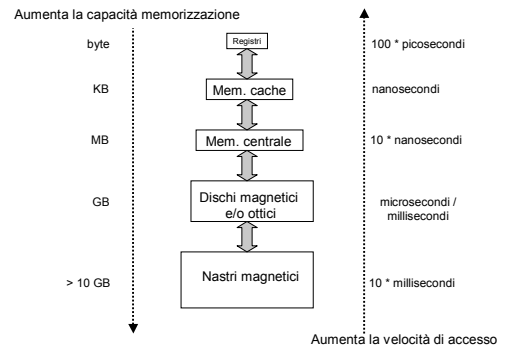 Aumenta la capacità memorizzazione
byte
Registri
100 * picosecondi
KB
Mem. cache
nanosecondi
MB
Mem. centrale
10 * nanosecondi
GB
Dischi magnetici
e/o ottici
microsecondi /
millisecondi
> 10 GB
Nastri magnetici
10 * millisecondi
Aumenta la velocità di accesso